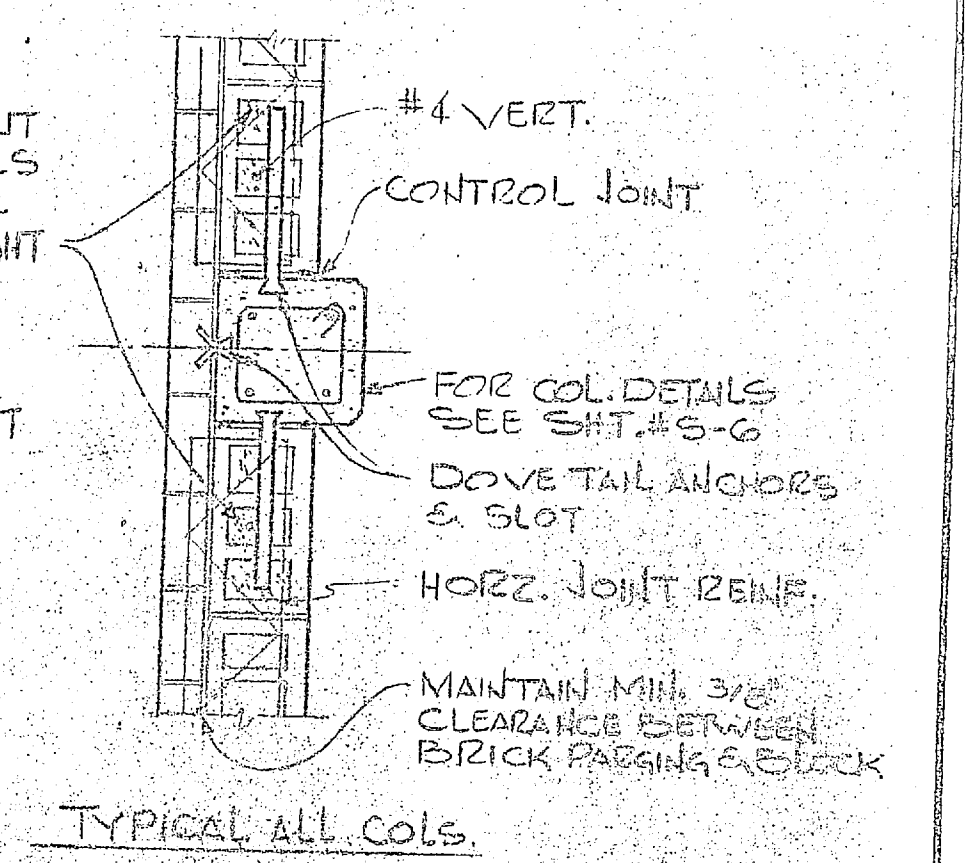 #4 VERT.
CONTROL JOINT
FOR COL. DETAILS
SEE SHT. #S-6
DOVE TAIL ANCHORS
& SLOT
HORZ. JOINT REINF.
MAINTAIN MIN. 3/8"
CLEARANCE BETWEEN
BRICK PARGING & BLOCK
TYPICAL ALL COLS.